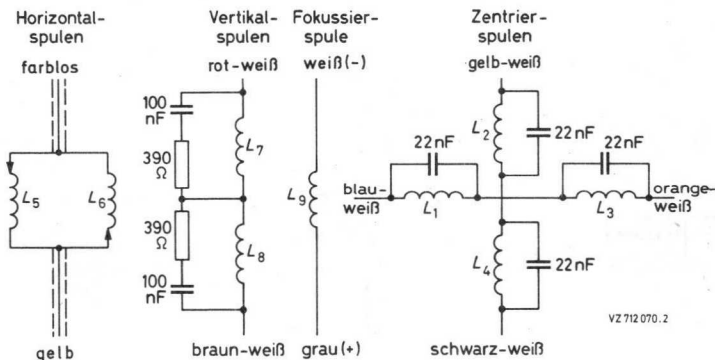 Horizontal-
spulen
farblos
L5
L6
gelb
Vertikal-
spulen
rot-weiß
100
nF
390
Ω
L7
390
Ω
L8
100
nF
braun-weiß
Fokussier-
spule
weiß(-)
L9
grau(+)
Zentrier-
spulen
gelb-weiß
L2
22nF
22nF
22nF
blau-
weiß
L1
L3
orange-
weiß
L4
22nF
schwarz-weiß
VZ 712 070.2